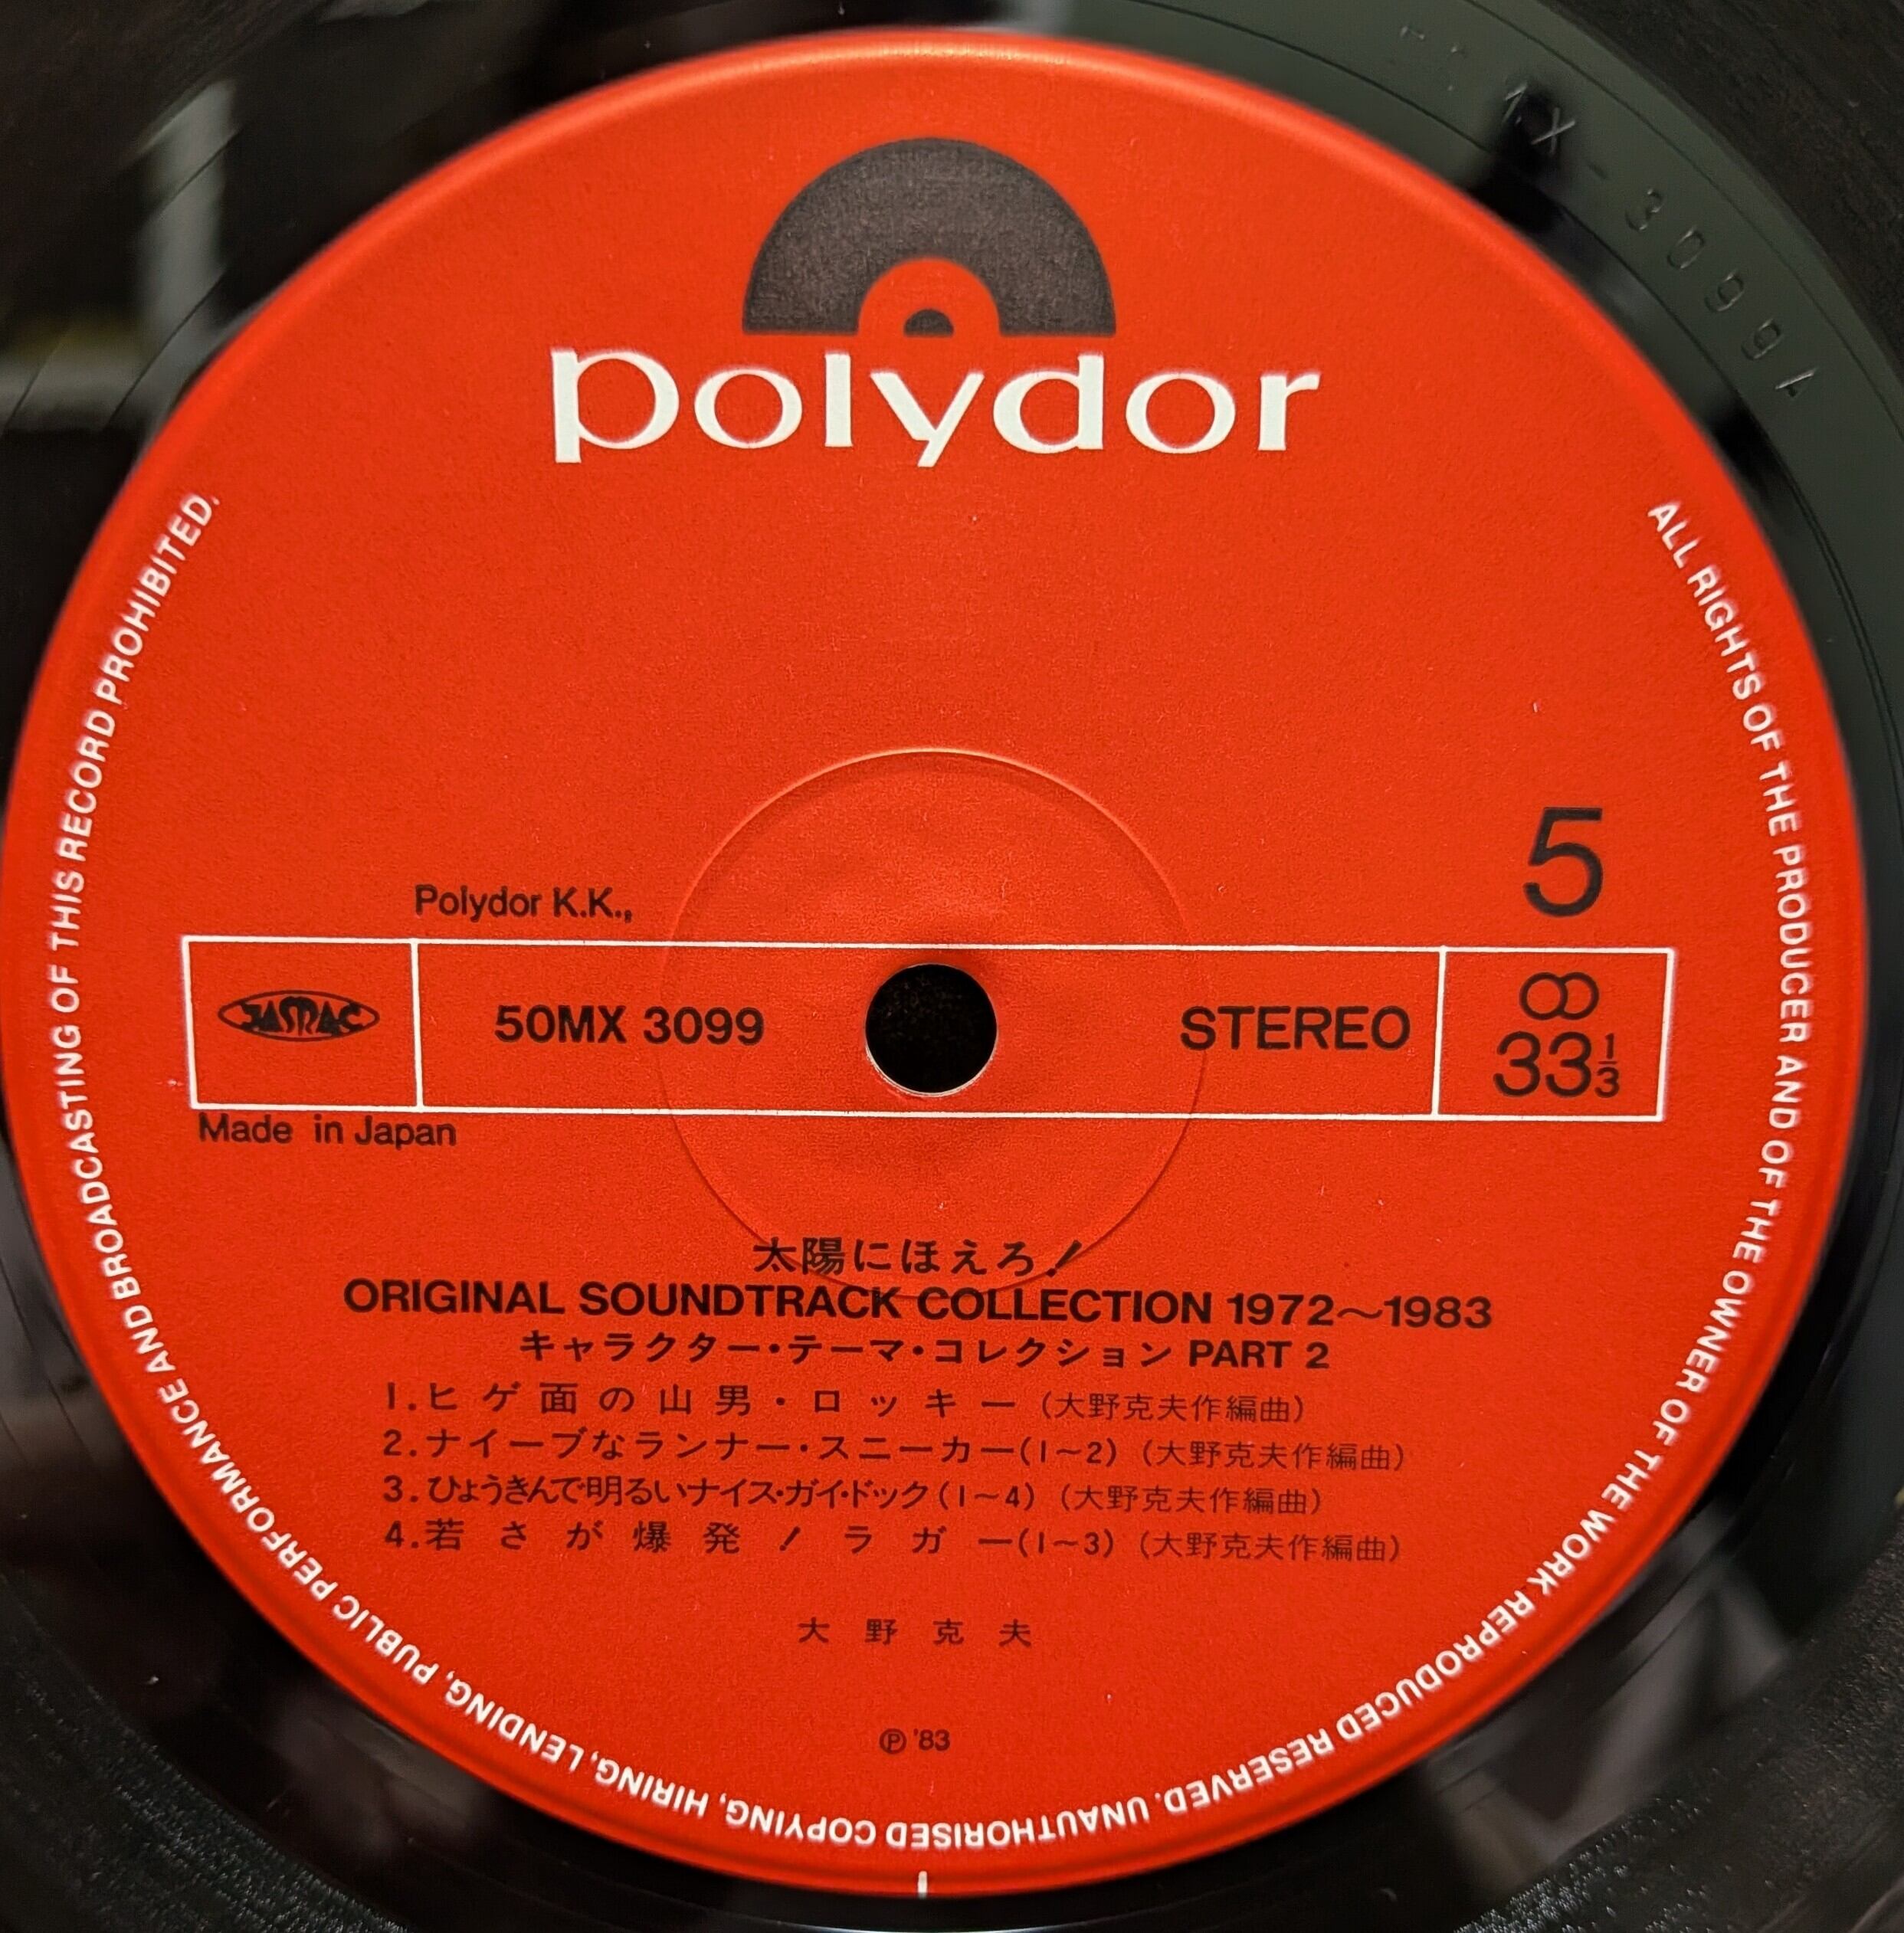 polydor
5
Polydor K.K.,
JASRAC
50MX 3099
STEREO
33⅓
Made in Japan
太陽にほえろ！
ORIGINAL SOUNDTRACK COLLECTION 1972〜1983
キャラクター・テーマ・コレクション PART 2
1.ヒゲ面の山男・ロッキー（大野克夫作編曲）
2.ナイーブなランナー・スニーカー(1〜2)（大野克夫作編曲）
3.ひょうきんで明るいナイス・ガイ・ドック(1〜4)（大野克夫作編曲）
4.若さが爆発！ラガー(1〜3)（大野克夫作編曲）
大野克夫
℗ '83
ALL RIGHTS OF THE PRODUCER AND OF THE OWNER OF THE WORK REPRODUCED RESERVED. UNAUTHORISED COPYING, HIRING, LENDING, PUBLIC PERFORMANCE AND BROADCASTING OF THIS RECORD PROHIBITED.